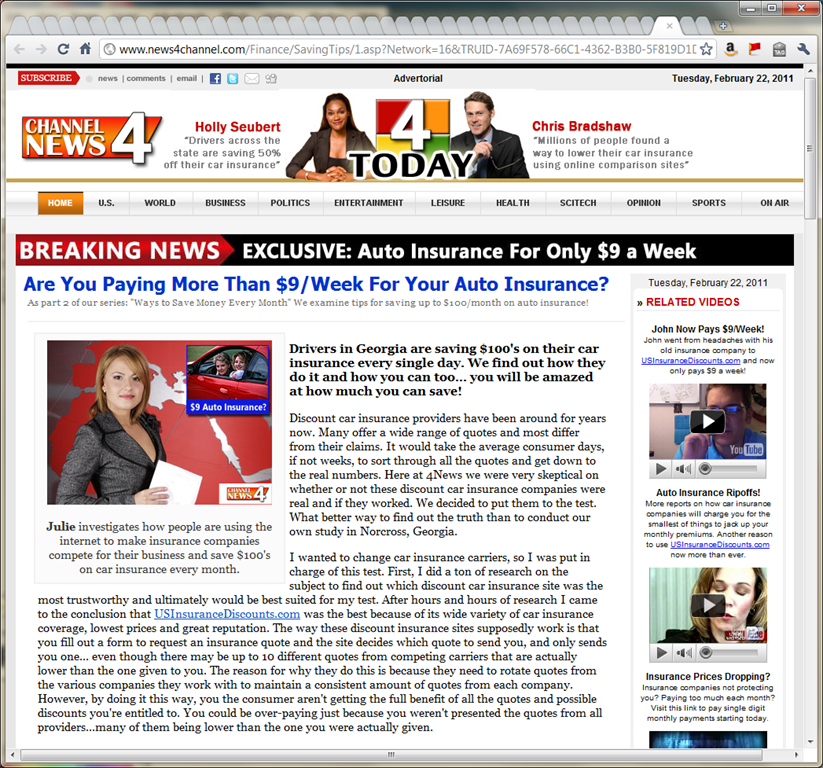 www.news4channel.com/Finance/SavingTips/1.asp?Network=16&TRUID-7A69F578-66C1-4362-B3B0-5F819D1D
SUBSCRIBE news | comments | email |
Advertorial
Tuesday, February 22, 2011
CHANNEL
NEWS 4
Holly Seubert
"Drivers across the
state are saving 50%
off their car insurance"
4
TODAY
Chris Bradshaw
"Millions of people found a
way to lower their car insurance
using online comparison sites"
HOME U.S. WORLD BUSINESS POLITICS ENTERTAINMENT LEISURE HEALTH SCITECH OPINION SPORTS ON AIR
BREAKING NEWS EXCLUSIVE: Auto Insurance For Only $9 a Week
Are You Paying More Than $9/Week For Your Auto Insurance?
As part 2 of our series: "Ways to Save Money Every Month" We examine tips for saving up to $100/month on auto insurance!
$9 Auto Insurance?
CHANNEL
NEWS 4
Julie investigates how people are using the
internet to make insurance companies
compete for their business and save $100's
on car insurance every month.
Drivers in Georgia are saving $100's on their car
insurance every single day. We find out how they
do it and how you can too... you will be amazed
at how much you can save!
Discount car insurance providers have been around for years
now. Many offer a wide range of quotes and most differ
from their claims. It would take the average consumer days,
if not weeks, to sort through all the quotes and get down to
the real numbers. Here at 4News we were very skeptical on
whether or not these discount car insurance companies were
real and if they worked. We decided to put them to the test.
What better way to find out the truth than to conduct our
own study in Norcross, Georgia.
I wanted to change car insurance carriers, so I was put in
charge of this test. First, I did a ton of research on the
subject to find out which discount car insurance site was the
most trustworthy and ultimately would be best suited for my test. After hours and hours of research I came
to the conclusion that USInsuranceDiscounts.com was the best because of its wide variety of car insurance
coverage, lowest prices and great reputation. The way these discount insurance sites supposedly work is that
you fill out a form to request an insurance quote and the site decides which quote to send you, and only sends
you one... even though there may be up to 10 different quotes from competing carriers that are actually
lower than the one given to you. The reason for why they do this is because they need to rotate quotes from
the various companies they work with to maintain a consistent amount of quotes from each company.
However, by doing it this way, you the consumer aren't getting the full benefit of all the quotes and possible
discounts you're entitled to. You could be over-paying just because you weren't presented the quotes from all
providers...many of them being lower than the one you were actually given.
Tuesday, February 22, 2011
» RELATED VIDEOS
John Now Pays $9/Week!
John went from headaches with his
old insurance company to
USInsuranceDiscounts.com and now
only pays $9 a week!
YouTube
Auto Insurance Ripoffs!
More reports on how car insurance
companies will charge you for the
smallest of things to jack up your
monthly premiums. Another reason
to use USInsuranceDiscounts.com
now more than ever.
Insurance Prices Dropping?
Insurance companies not protecting
you? Paying too much each month?
Visit this link to pay single digit
monthly payments starting today.